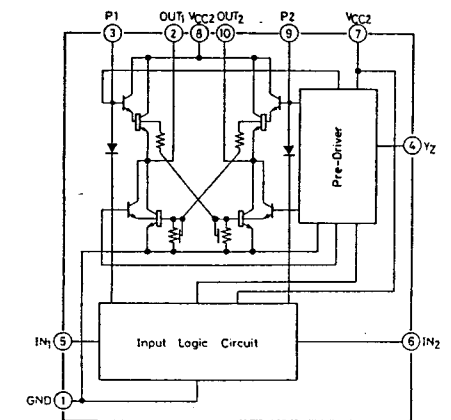 P1 OUT1 VCC2 OUT2 P2 VCC2
3 2 8 10 9 7
Pre-Driver
4 YZ
IN1 5 Input Logic Circuit 6 IN2
GND 1